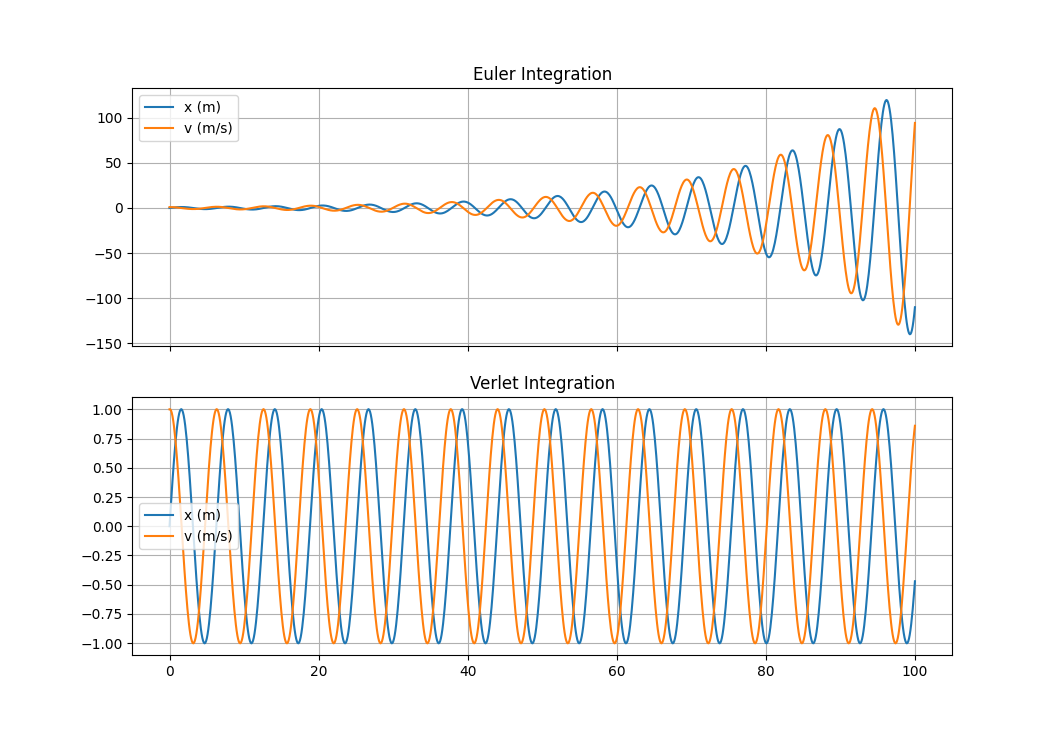 Euler Integration
x (m)
v (m/s)
100
50
0
−50
−100
−150
Verlet Integration
1.00
0.75
0.50
0.25
0.00
−0.25
−0.50
−0.75
−1.00
x (m)
v (m/s)
0 20 40 60 80 100